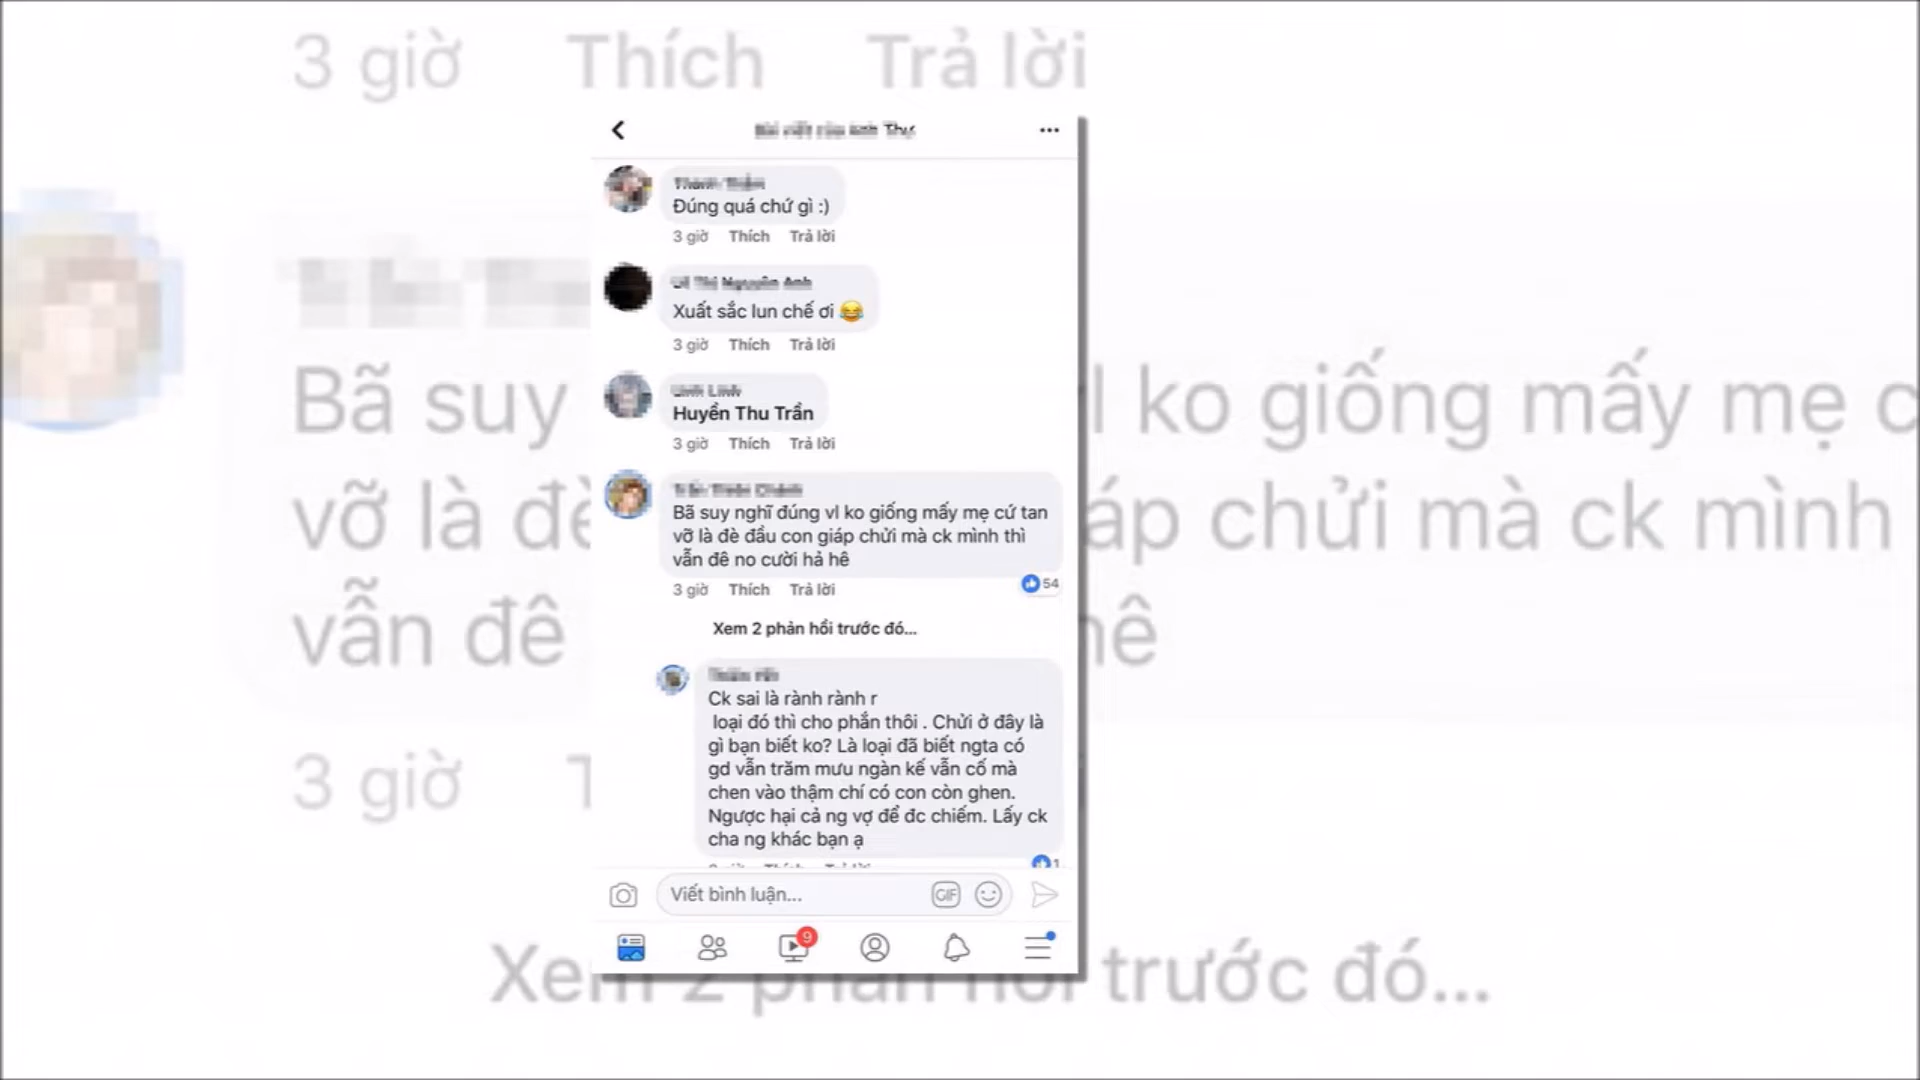 3 giờ Thích Trả lời
Đúng quá chứ gì :)
3 giờ Thích Trả lời
Xuất sắc lun chế ơi 😂
3 giờ Thích Trả lời
Huyền Thu Trần
3 giờ Thích Trả lời
Bã suy nghĩ đúng vl ko giống mấy mẹ cứ tan
vỡ là đè đầu con giáp chửi mà ck mình thì
vẫn đê no cười hả hê
54
3 giờ Thích Trả lời
Xem 2 phản hồi trước đó...
Ck sai là rành rành r
loại đó thì cho phắn thôi . Chửi ở đây là
gì bạn biết ko? Là loại đã biết ngta có
gd vẫn trăm mưu ngàn kế vẫn cố mà
chen vào thậm chí có con còn ghen.
Ngược hại cả ng vợ để đc chiếm. Lấy ck
cha ng khác bạn ạ
1
Viết bình luận...
GIF
9
Bã suy
vl ko giống mấy mẹ c
vỡ là đè
áp chửi mà ck mình
vẫn đê
hê
3 giờ
Xem 2 phản hồi trước đó...